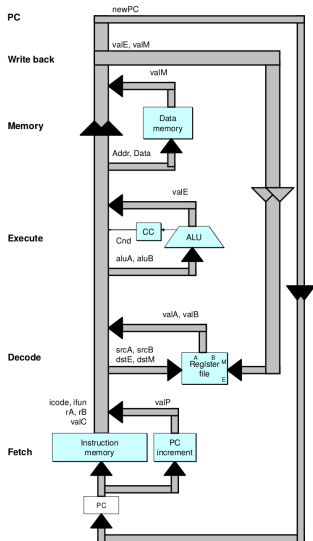 PC
newPC
Write back
valE, valM
valM
Memory
Data
memory
Addr, Data
valE
Execute
CC
ALU
Cnd
aluA, aluB
valA, valB
Decode
srcA, srcB
dstE, dstM
A B
M
Register
file
E
icode, ifun
rA, rB
valC
valP
Fetch
Instruction
memory
PC
increment
PC